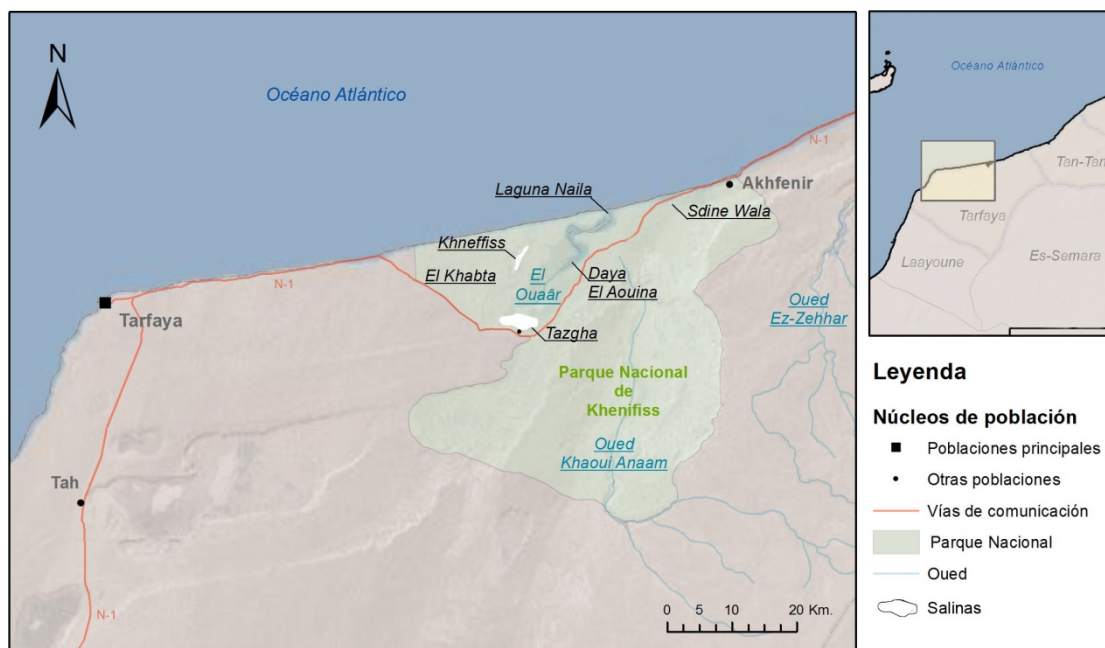 N
Océano Atlántico
N-1
Akhfenir
Laguna Naila
Sdine Wala
Khneffiss
El Khabta
El
Ouaâr
Daya
El Aouina
N-1
Tarfaya
Tazgha
Oued
Ez-Zehhar
Parque Nacional
de
Khenifiss
Oued
Khaoui Anaam
Tah
N-1
0 5 10 20 Km.
Océano Atlántico
Tan-Tan
Tarfaya
Laayoune
Es-Semara
Leyenda
Núcleos de población
Poblaciones principales
Otras poblaciones
Vías de comunicación
Parque Nacional
Oued
Salinas